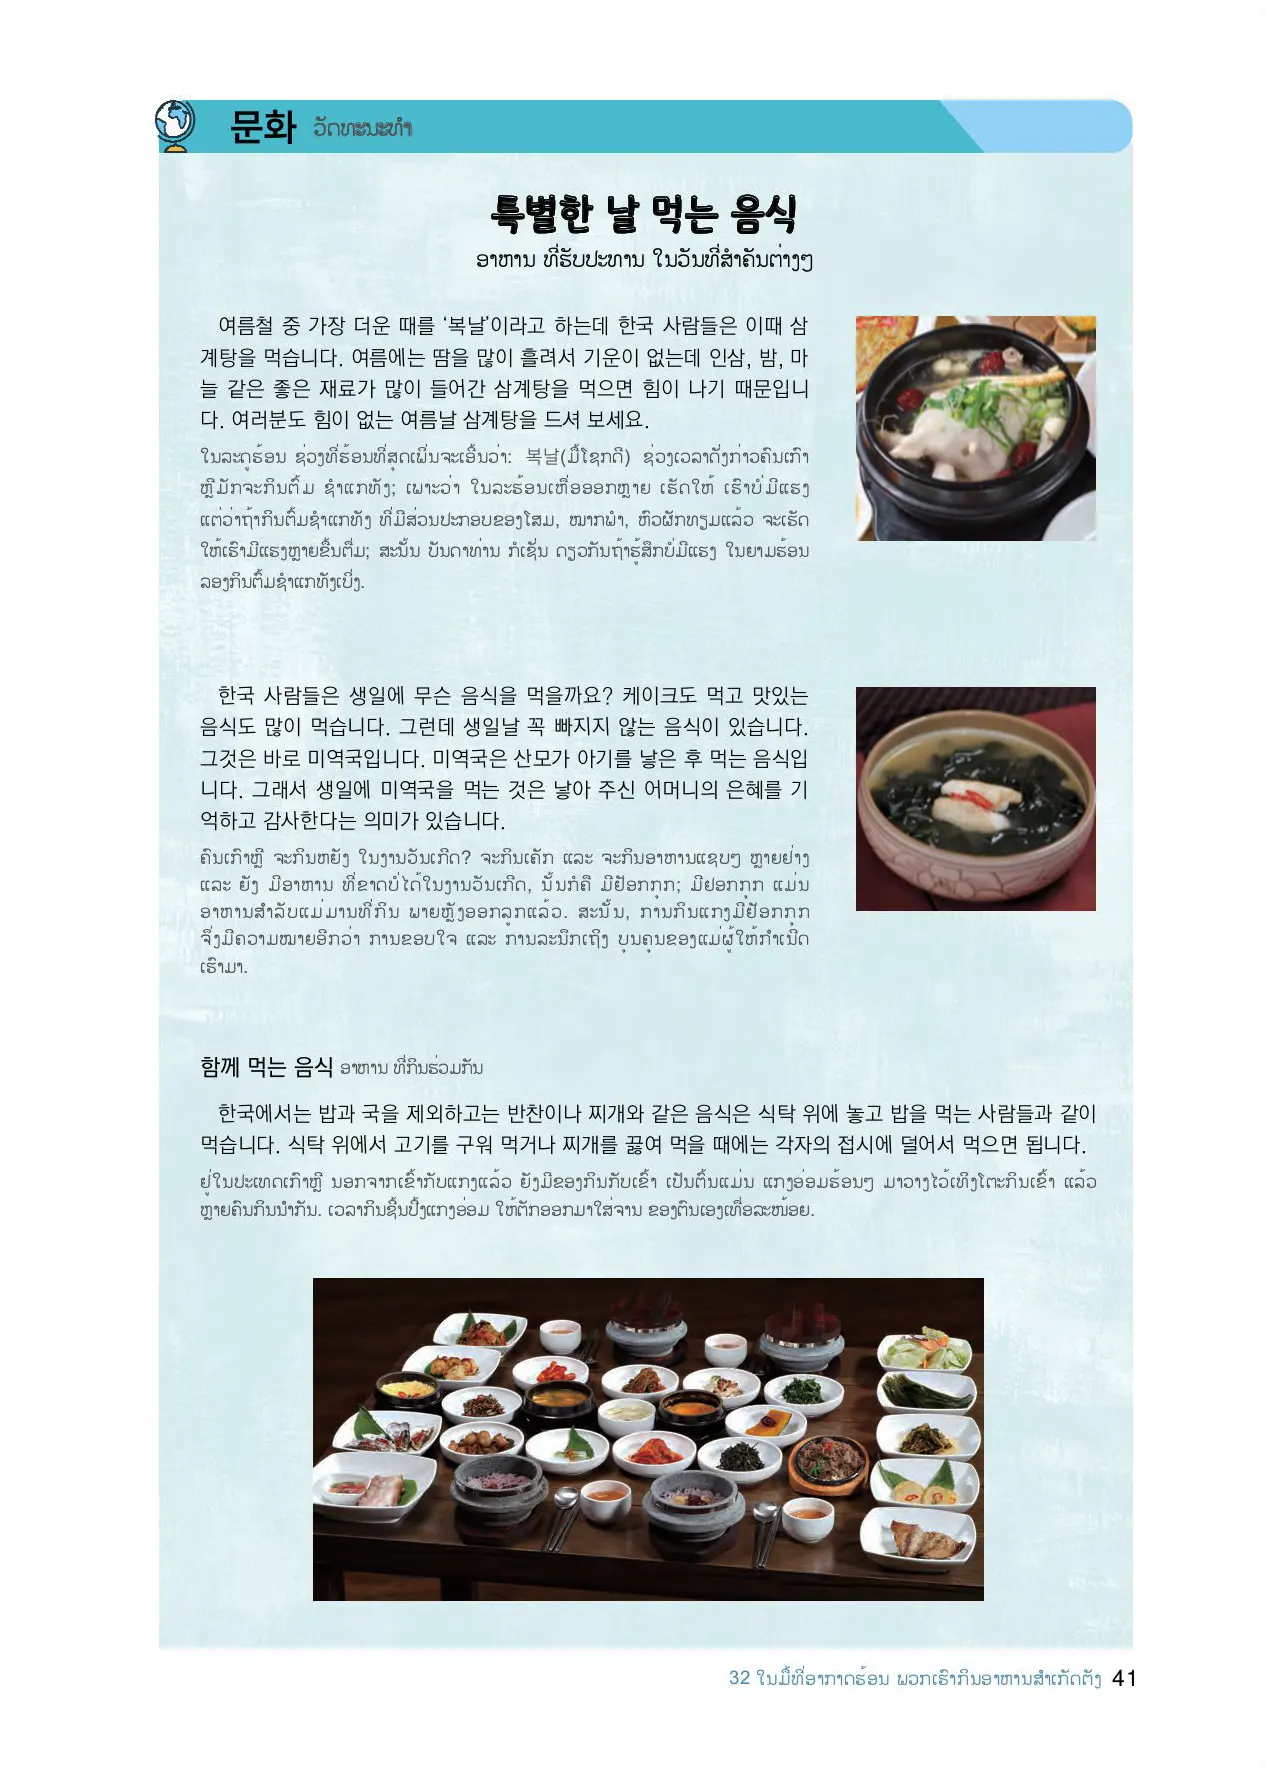 문화 ວັດທະນະທຳ
특별한 날 먹는 음식
ອາຫານ ທີ່ຮັບປະທານ ໃນວັນທີ່ສຳຄັນຕ່າງໆ
여름철 중 가장 더운 때를 ‘복날’이라고 하는데 한국 사람들은 이때 삼
계탕을 먹습니다. 여름에는 땀을 많이 흘려서 기운이 없는데 인삼, 밤, 마
늘 같은 좋은 재료가 많이 들어간 삼계탕을 먹으면 힘이 나기 때문입니
다. 여러분도 힘이 없는 여름날 삼계탕을 드셔 보세요.
ໃນລະດູຮ້ອນ ຊ່ວງທີ່ຮ້ອນທີ່ສຸດເພິ່ນຈະເອີ້ນວ່າ: 복날(ມື້ໂຊກດີ) ຊ່ວງເວລາດັ່ງກ່າວຄົນເກົາ
ຫຼີມັກຈະກິນຕົ້ມ ຊຳແກທັງ; ເພາະວ່າ ໃນລະຮ້ອນເຫື່ອອອກຫຼາຍ ເຮັດໃຫ້ ເຮົາບໍ່ມີແຮງ
ແຕ່ວ່າຖ້າກິນຕົ້ມຊຳແກທັງ ທີ່ມີສ່ວນປະກອບຂອງໂສມ, ໝາກພຳ, ຫົວຜັກທຽມແລ້ວ ຈະເຮັດ
ໃຫ້ເຮົາມີແຮງຫຼາຍຂຶ້ນຕື່ມ; ສະນັ້ນ ບັນດາທ່ານ ກໍເຊັ່ນ ດຽວກັນຖ້າຮູ້ສຶກບໍ່ມີແຮງ ໃນຍາມຮ້ອນ
ລອງກິນຕົ້ມຊຳແກທັງເບິ່ງ.
한국 사람들은 생일에 무슨 음식을 먹을까요? 케이크도 먹고 맛있는
음식도 많이 먹습니다. 그런데 생일날 꼭 빠지지 않는 음식이 있습니다.
그것은 바로 미역국입니다. 미역국은 산모가 아기를 낳은 후 먹는 음식입
니다. 그래서 생일에 미역국을 먹는 것은 낳아 주신 어머니의 은혜를 기
억하고 감사한다는 의미가 있습니다.
ຄົນເກົາຫຼີ ຈະກິນຫຍັງ ໃນງານວັນເກີດ? ຈະກິນເຄັກ ແລະ ຈະກິນອາຫານແຊບໆ ຫຼາຍຢ່າງ
ແລະ ຍັງ ມີອາຫານ ທີ່ຂາດບໍ່ໄດ້ໃນງານວັນເກີດ, ນັ້ນກໍຄື ມີຢັອກກຸກ; ມີຢອກກຸກ ແມ່ນ
ອາຫານສຳລັບແມ່ມານທີ່ກິນ ພາຍຫຼັງອອກລູກແລ້ວ. ສະນັ້ນ, ການກິນແກງມີຢັອກກຸກ
ຈຶ່ງມີຄວາມໝາຍອີກວ່າ ການຂອບໃຈ ແລະ ການລະນຶກເຖິງ ບຸນຄຸນຂອງແມ່ຜູ້ໃຫ້ກຳເນີດ
ເຮົາມາ.
함께 먹는 음식 ອາຫານ ທີ່ກິນຮ່ວມກັນ
한국에서는 밥과 국을 제외하고는 반찬이나 찌개와 같은 음식은 식탁 위에 놓고 밥을 먹는 사람들과 같이
먹습니다. 식탁 위에서 고기를 구워 먹거나 찌개를 끓여 먹을 때에는 각자의 접시에 덜어서 먹으면 됩니다.
ຢູ່ໃນປະເທດເກົາຫຼີ ນອກຈາກເຂົ້າກັບແກງແລ້ວ ຍັງມີຂອງກິນກັບເຂົ້າ ເປັນຕົ້ນແມ່ນ ແກງອ່ອມຮ້ອນໆ ມາວາງໄວ້ເທິງໂຕະກິນເຂົ້າ ແລ້ວ
ຫຼາຍຄົນກິນນຳກັນ. ເວລາກິນຊີ້ນປີ້ງແກງອ່ອມ ໃຫ້ຕັກອອກມາໃສ່ຈານ ຂອງຕົນເອງເທື່ອລະໜ້ອຍ.
32 ໃນມື້ທີ່ອາກາດຮ້ອນ ພວກເຮົາກິນອາຫານສຳເກັດຕັງ 41